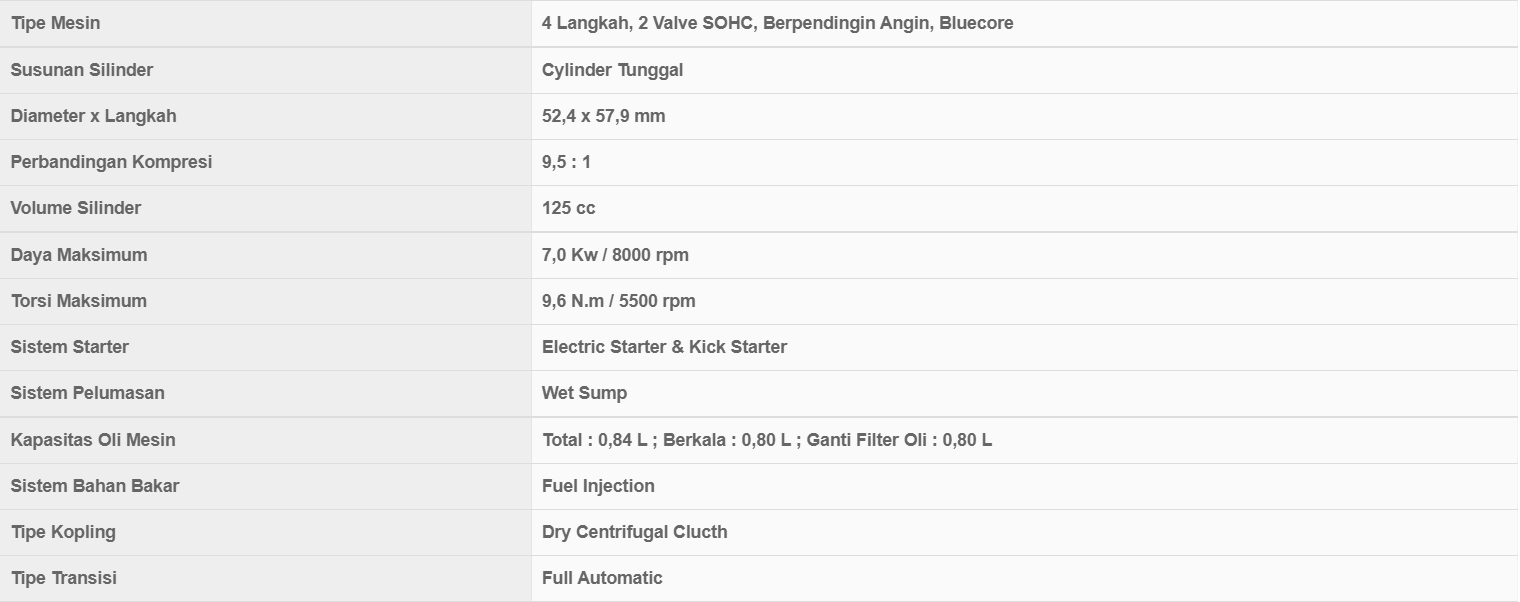 Tipe Mesin 4 Langkah, 2 Valve SOHC, Berpendingin Angin, Bluecore
Susunan Silinder Cylinder Tunggal
Diameter x Langkah 52,4 x 57,9 mm
Perbandingan Kompresi 9,5 : 1
Volume Silinder 125 cc
Daya Maksimum 7,0 Kw / 8000 rpm
Torsi Maksimum 9,6 N.m / 5500 rpm
Sistem Starter Electric Starter & Kick Starter
Sistem Pelumasan Wet Sump
Kapasitas Oli Mesin Total : 0,84 L ; Berkala : 0,80 L ; Ganti Filter Oli : 0,80 L
Sistem Bahan Bakar Fuel Injection
Tipe Kopling Dry Centrifugal Clucth
Tipe Transisi Full Automatic